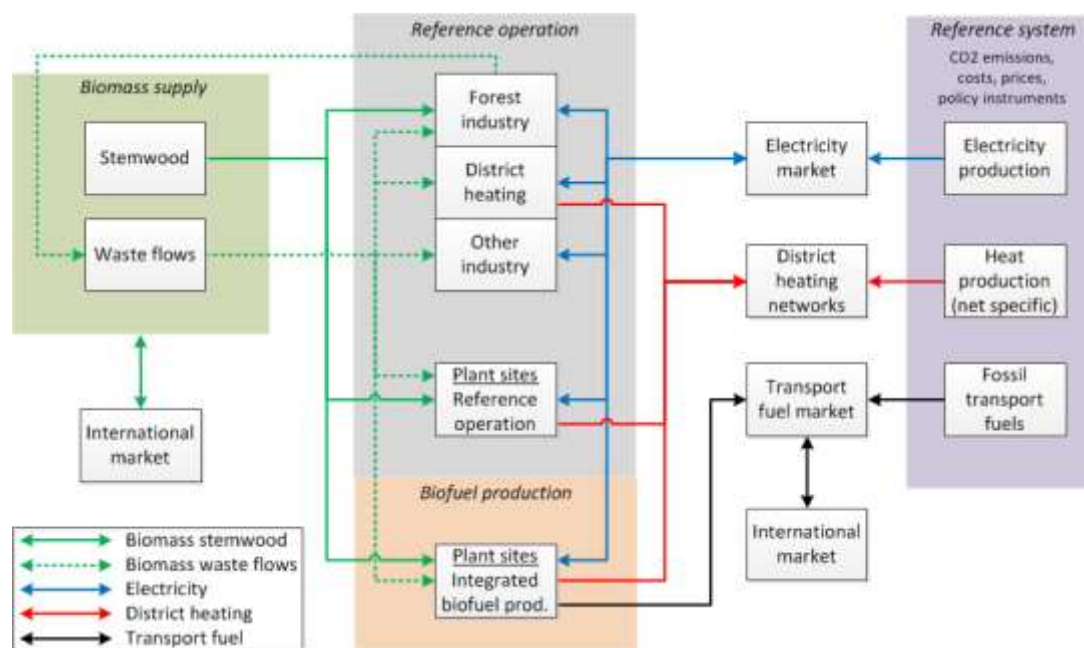 Biomass supply
Stemwood
Waste flows
International
market
Reference operation
Forest
industry
District
heating
Other
industry
Plant sites
Reference
operation
Biofuel production
Plant sites
Integrated
biofuel prod.
Electricity
market
District
heating
networks
Transport
fuel market
International
market
Reference system
CO2 emissions,
costs, prices,
policy instruments
Electricity
production
Heat
production
(net specific)
Fossil
transport
fuels
Biomass stemwood
Biomass waste flows
Electricity
District heating
Transport fuel